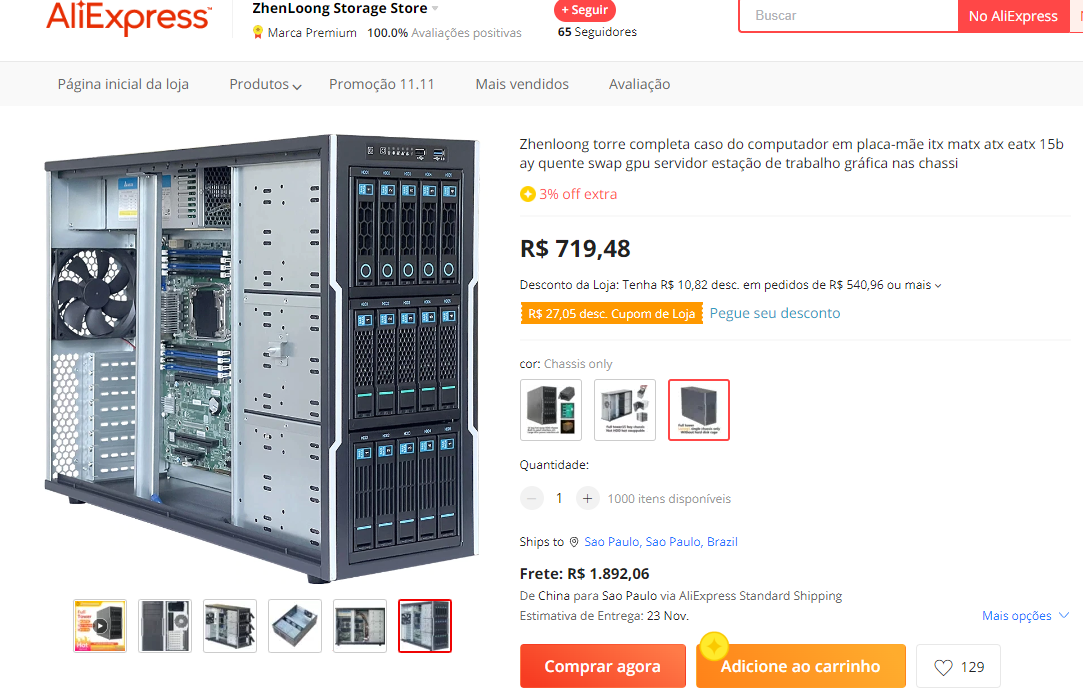 AliExpress™
ZhenLoong Storage Store
Marca Premium 100.0% Avaliações positivas
+ Seguir
65 Seguidores
Buscar
No AliExpress
Página inicial da loja Produtos Promoção 11.11 Mais vendidos Avaliação
Zhenloong torre completa caso do computador em placa-mãe itx matx atx eatx 15b
ay quente swap gpu servidor estação de trabalho gráfica nas chassi
3% off extra
R$ 719,48
Desconto da Loja: Tenha R$ 10,82 desc. em pedidos de R$ 540,96 ou mais
R$ 27,05 desc. Cupom de Loja Pegue seu desconto
cor: Chassis only
Quantidade:
− 1 + 1000 itens disponíveis
Ships to Sao Paulo, Sao Paulo, Brazil
Frete: R$ 1.892,06
De China para Sao Paulo via AliExpress Standard Shipping
Estimativa de Entrega: 23 Nov.
Mais opções
Comprar agora
Adicione ao carrinho
129